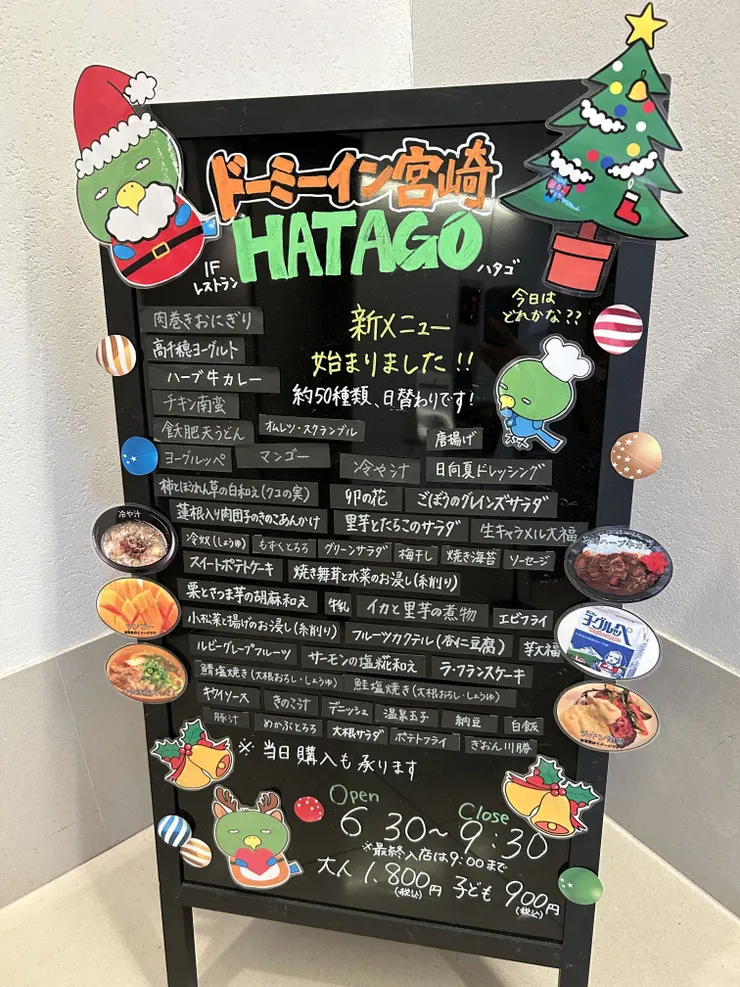 ドーミーイン宮崎
HATAGO
1F
レストラン
ハタゴ
今日は
どれかな??
新メニュー
始まりました!!
約50種類、日替わりです!
肉巻きおにぎり
高千穂ヨーグルト
ハーブ牛カレー
チキン南蛮
飫肥天うどん オムレツ・スクランブル 唐揚げ
ヨーグルッペ マンゴー 冷や汁 日向夏ドレッシング
柿とほうれん草の白和え(クコの実) 卯の花 ごぼうのグレインズサラダ
蓮根入り肉団子のきのこあんかけ 里芋とたらこのサラダ 生キャラメル大福
冷奴(しょうゆ) もずくとろろ グリーンサラダ 梅干し 焼き海苔 ソーセージ
スイートポテトケーキ 焼き舞茸と水菜のお浸し(糸削り)
栗とさつま芋の胡麻和え 牛乳 イカと里芋の煮物 エビフライ
小松菜と揚げのお浸し(糸削り) フルーツカクテル(杏仁豆腐) 芋大福
ルビーグレープフルーツ サーモンの塩糀和え ラ・フランスケーキ
鯖塩焼き(大根おろし・しょうゆ) 鮭塩焼き(大根おろし・しょうゆ)
キウイソース きのこ汁 デニッシュ 温泉玉子 納豆 白飯
豚汁 めかぶとろろ 大根サラダ ポテトフライ ぎおん川勝
冷や汁
マンゴー
ハーブ牛カレー
ヨーグルッペ
チキン南蛮
※当日購入も承ります
Open Close
6:30~9:30
※最終入店は9:00まで
大人1.800円 子ども900円
(税込) (税込)